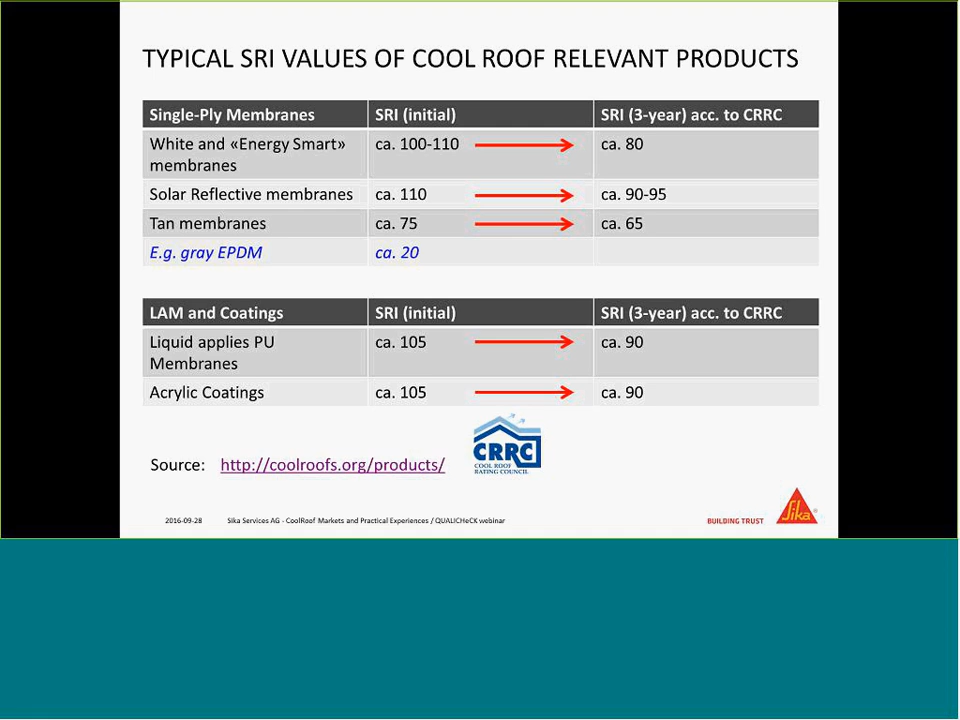 TYPICAL SRI VALUES OF COOL ROOF RELEVANT PRODUCTS
Single-Ply Membranes SRI (initial) SRI (3-year) acc. to CRRC
White and «Energy Smart» ca. 100-110 ca. 80
membranes
Solar Reflective membranes ca. 110 ca. 90-95
Tan membranes ca. 75 ca. 65
E.g. gray EPDM ca. 20
LAM and Coatings SRI (initial) SRI (3-year) acc. to CRRC
Liquid applies PU ca. 105 ca. 90
Membranes
Acrylic Coatings ca. 105 ca. 90
CRRC
COOL ROOF
RATING COUNCIL
Source: http://coolroofs.org/products/
2016-09-28 Sika Services AG - CoolRoof Markets and Practical Experiences / QUALICHeCK webinar
BUILDING TRUST
Sika®